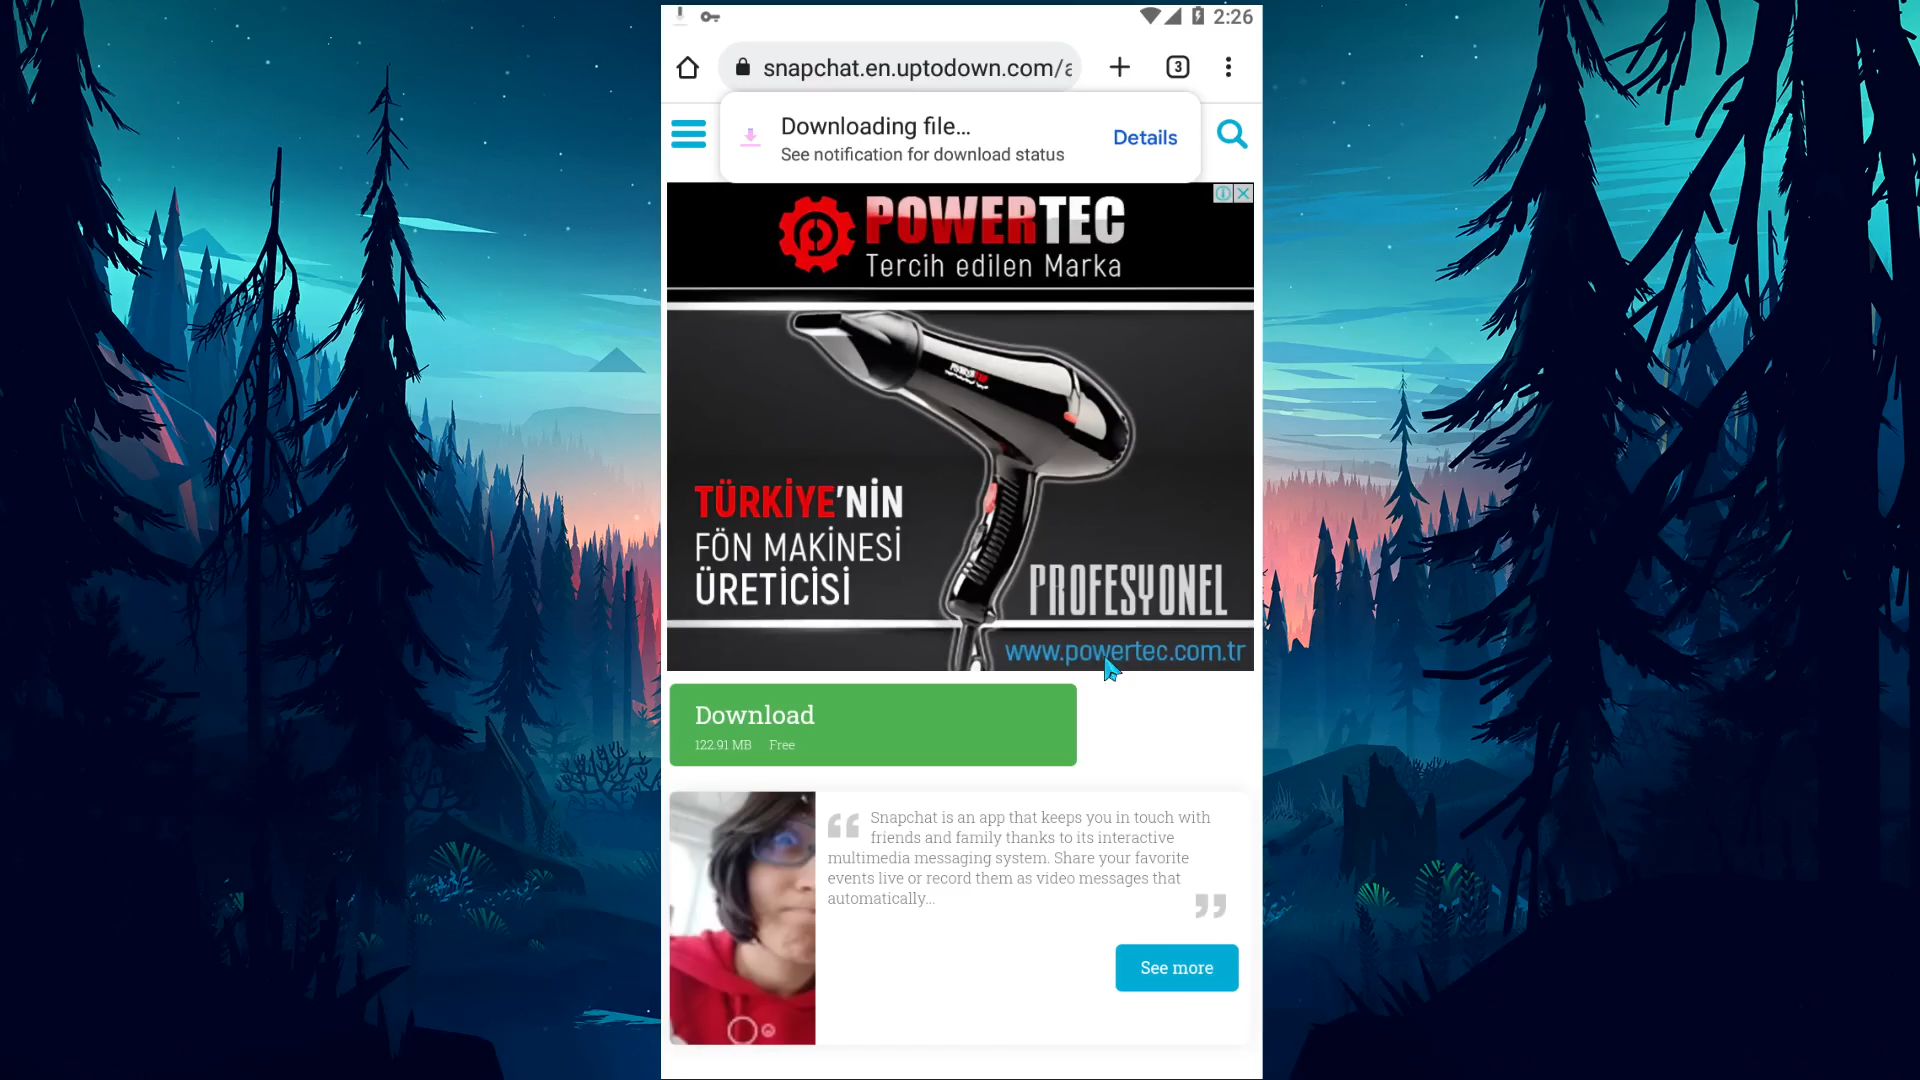 2:26
snapchat.en.uptodown.com/a
3
Downloading file...
See notification for download status
Details
POWERTEC
Tercih edilen Marka
TÜRKİYE'NİN
FÖN MAKİNESİ
ÜRETİCİSİ
PROFESYONEL
www.powertec.com.tr
Download
122.91 MB Free
“ Snapchat is an app that keeps you in touch with
friends and family thanks to its interactive
multimedia messaging system. Share your favorite
events live or record them as video messages that
automatically... ”
See more